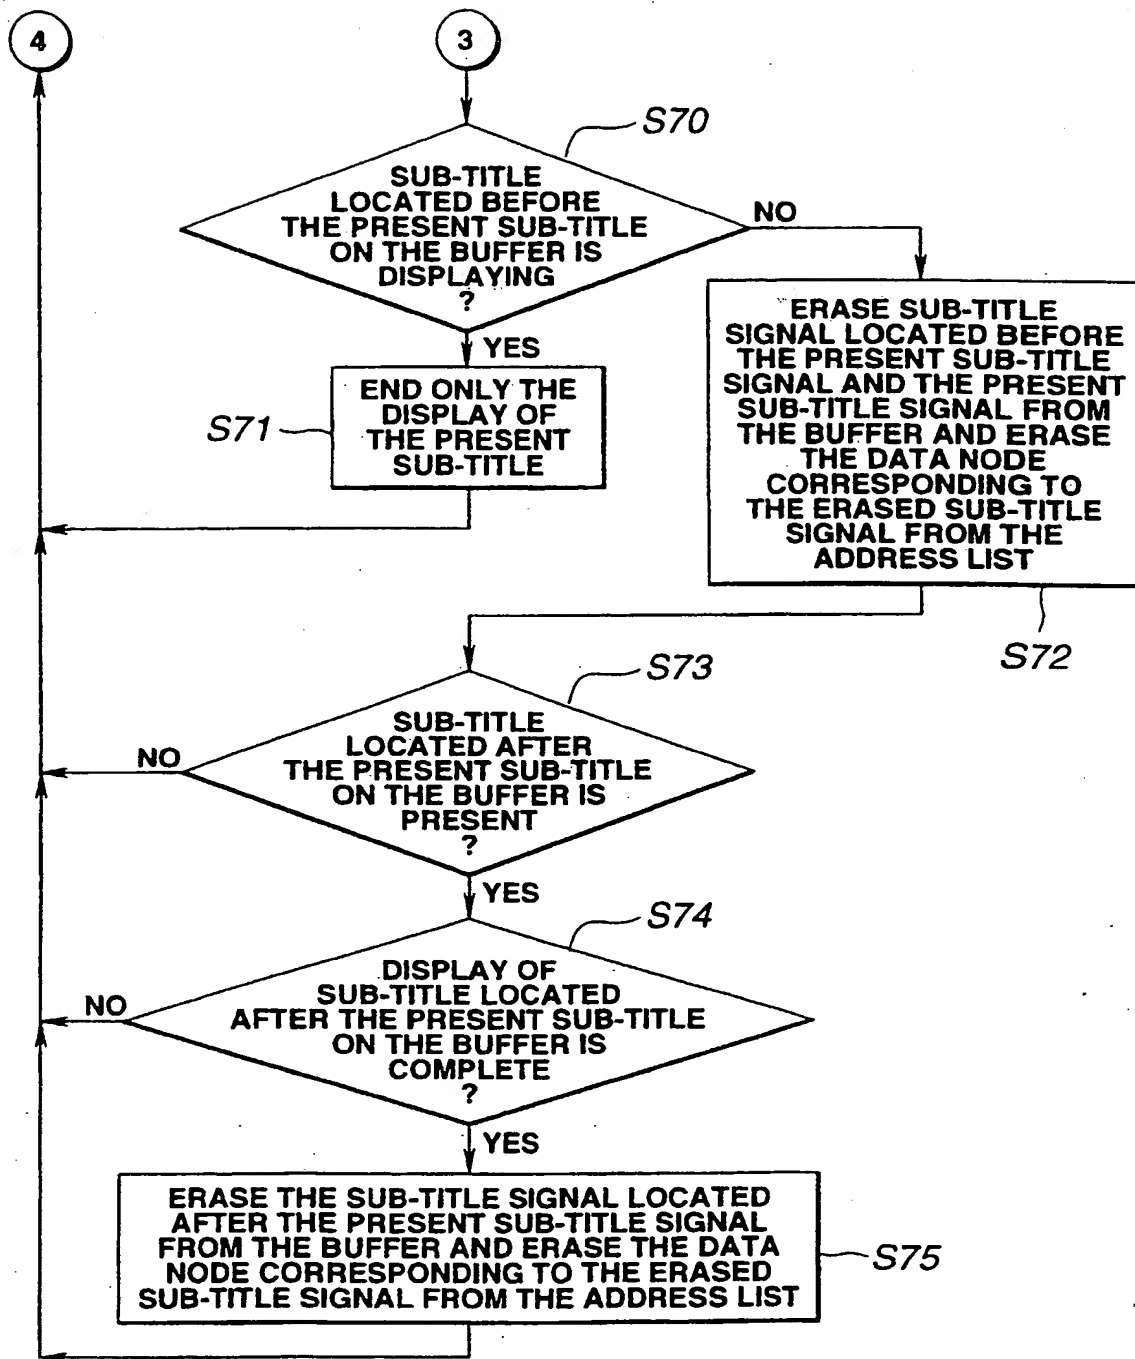 4
3
S70
SUB-TITLE
LOCATED BEFORE
THE PRESENT SUB-TITLE
ON THE BUFFER IS
DISPLAYING
?
NO
YES
S71
END ONLY THE
DISPLAY OF
THE PRESENT
SUB-TITLE
ERASE SUB-TITLE
SIGNAL LOCATED BEFORE
THE PRESENT SUB-TITLE
SIGNAL AND THE PRESENT
SUB-TITLE SIGNAL FROM
THE BUFFER AND ERASE
THE DATA NODE
CORRESPONDING TO
THE ERASED SUB-TITLE
SIGNAL FROM THE
ADDRESS LIST
S72
S73
SUB-TITLE
LOCATED AFTER
THE PRESENT SUB-TITLE
ON THE BUFFER IS
PRESENT
?
NO
YES
S74
DISPLAY OF
SUB-TITLE LOCATED
AFTER THE PRESENT SUB-TITLE
ON THE BUFFER IS
COMPLETE
?
NO
YES
ERASE THE SUB-TITLE SIGNAL LOCATED
AFTER THE PRESENT SUB-TITLE SIGNAL
FROM THE BUFFER AND ERASE THE DATA
NODE CORRESPONDING TO THE ERASED
SUB-TITLE SIGNAL FROM THE ADDRESS LIST
S75